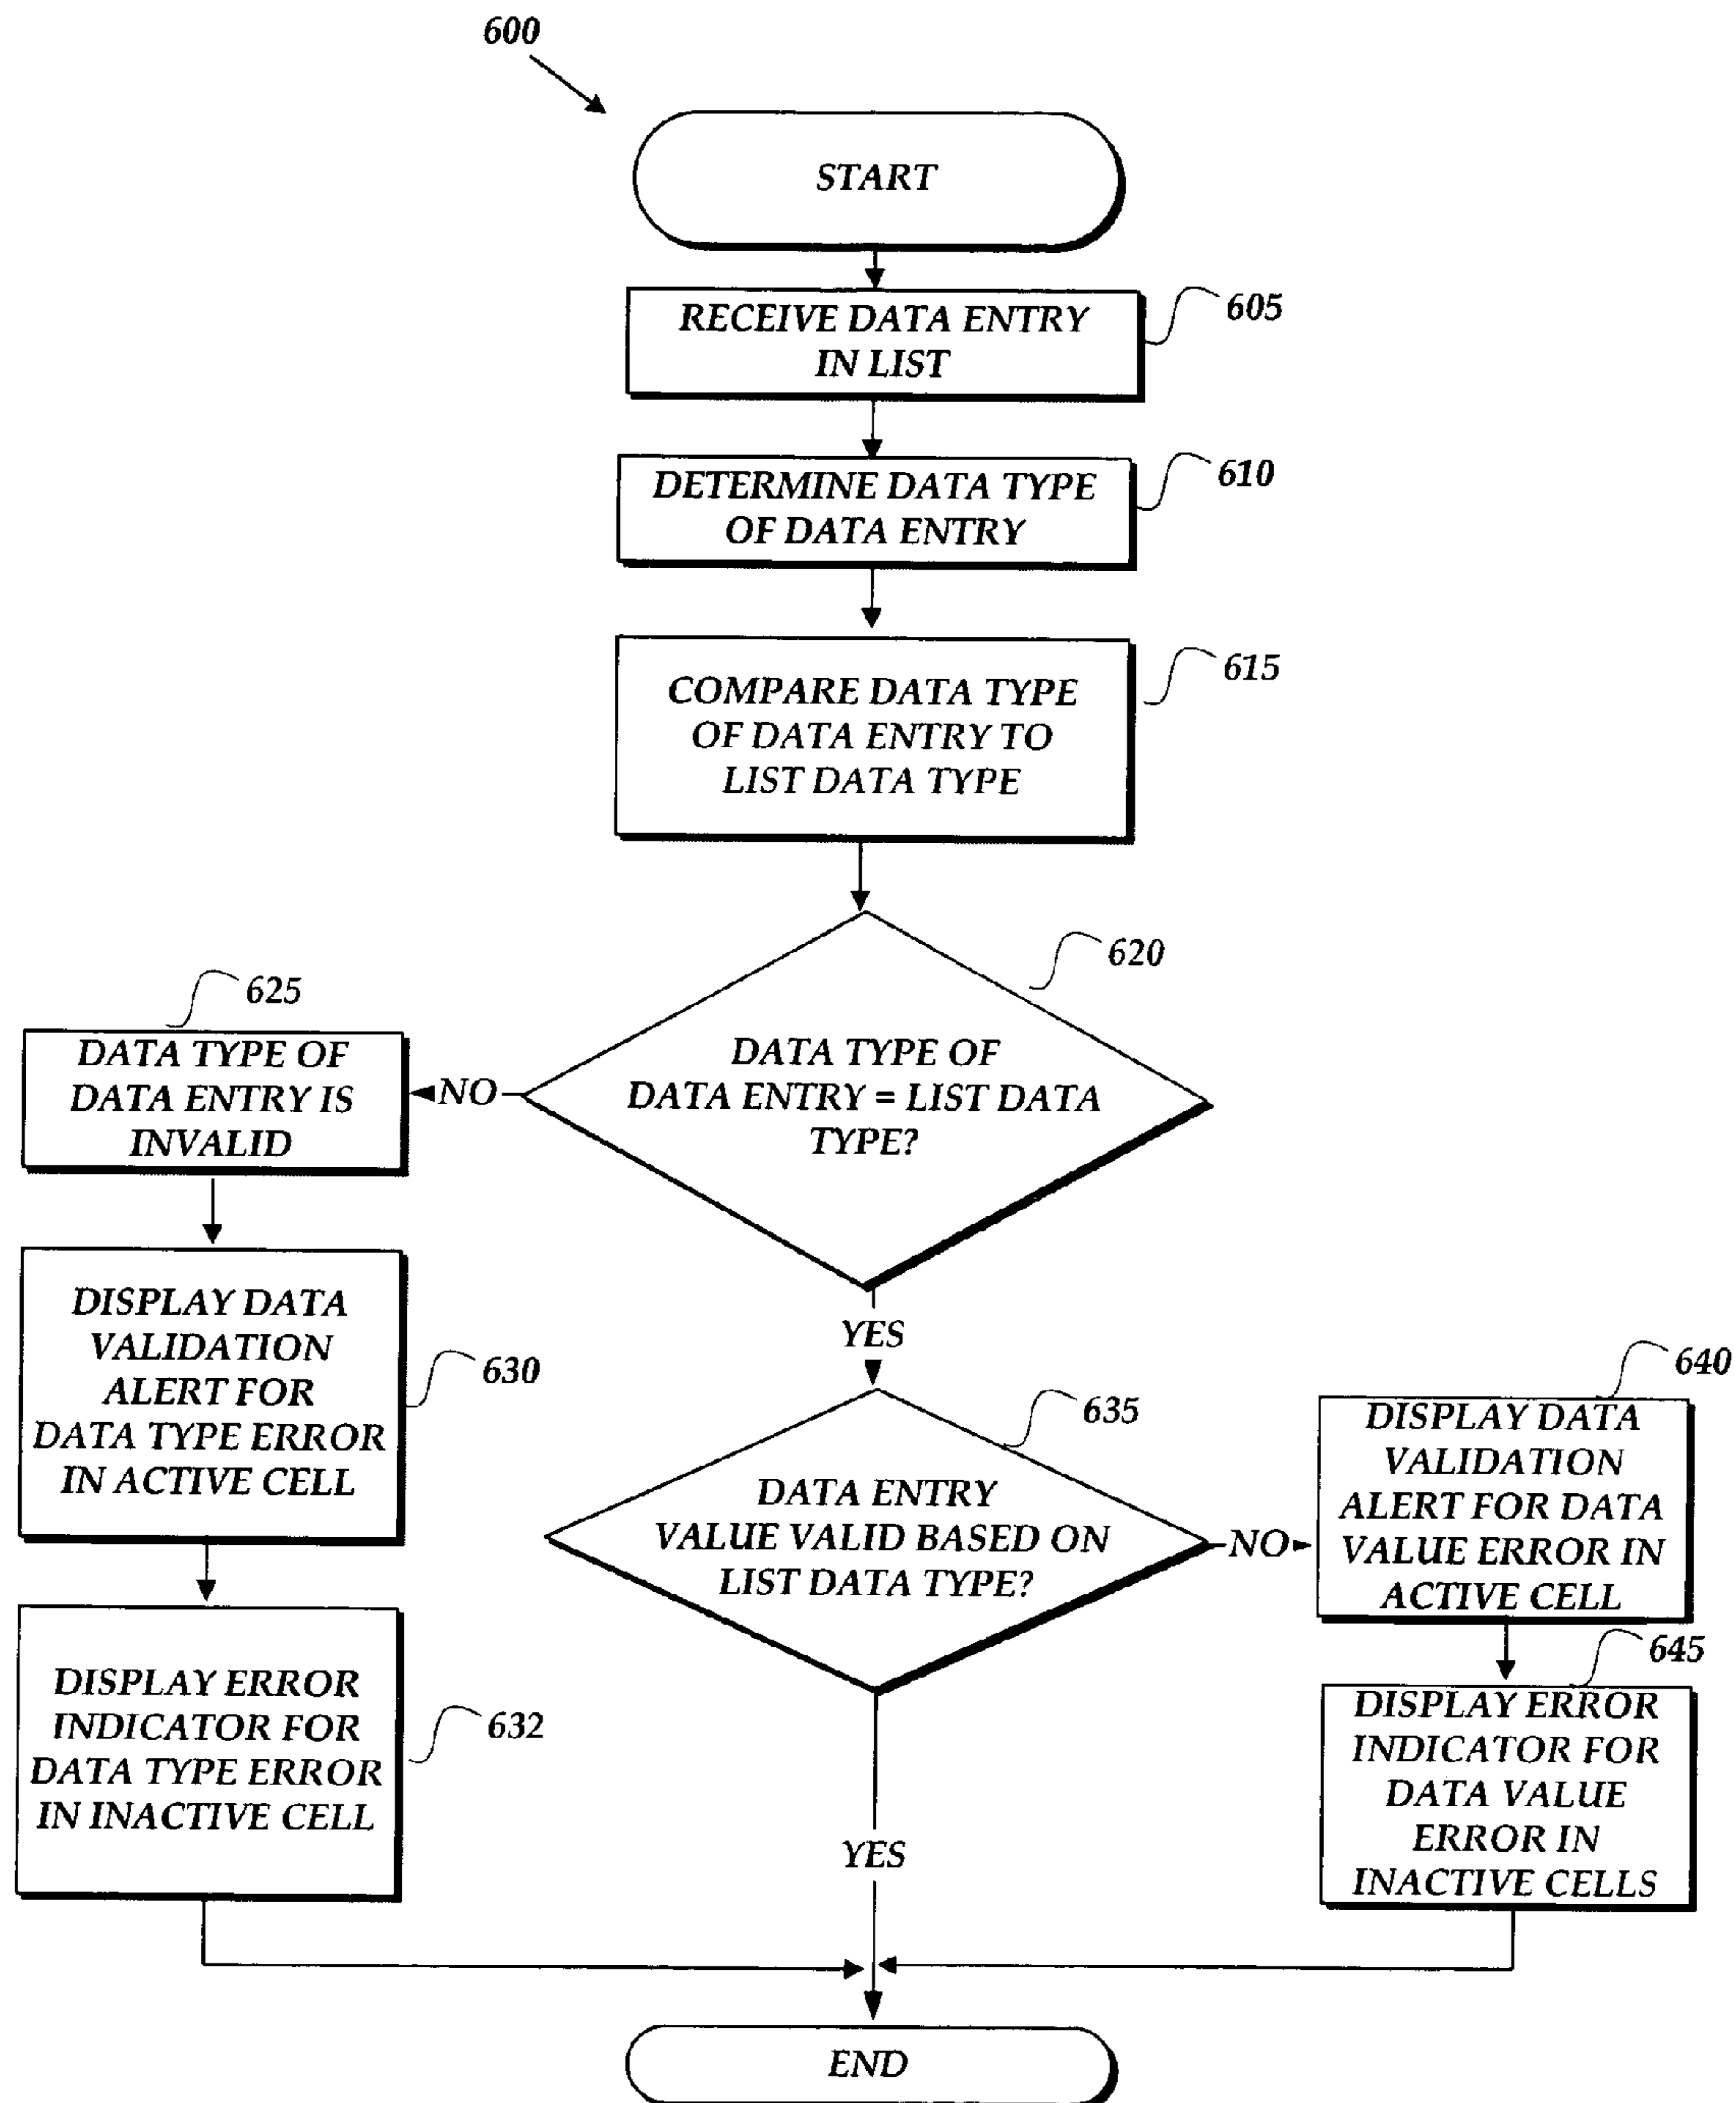 600
START
RECEIVE DATA ENTRY
IN LIST
605
DETERMINE DATA TYPE
OF DATA ENTRY
610
COMPARE DATA TYPE
OF DATA ENTRY TO
LIST DATA TYPE
615
DATA TYPE OF
DATA ENTRY = LIST DATA
TYPE?
620
NO
625
DATA TYPE OF
DATA ENTRY IS
INVALID
DISPLAY DATA
VALIDATION
ALERT FOR
DATA TYPE ERROR
IN ACTIVE CELL
630
DISPLAY ERROR
INDICATOR FOR
DATA TYPE ERROR
IN INACTIVE CELL
632
YES
635
DATA ENTRY
VALUE VALID BASED ON
LIST DATA TYPE?
NO
640
DISPLAY DATA
VALIDATION
ALERT FOR DATA
VALUE ERROR IN
ACTIVE CELL
645
DISPLAY ERROR
INDICATOR FOR
DATA VALUE
ERROR IN
INACTIVE CELLS
YES
END